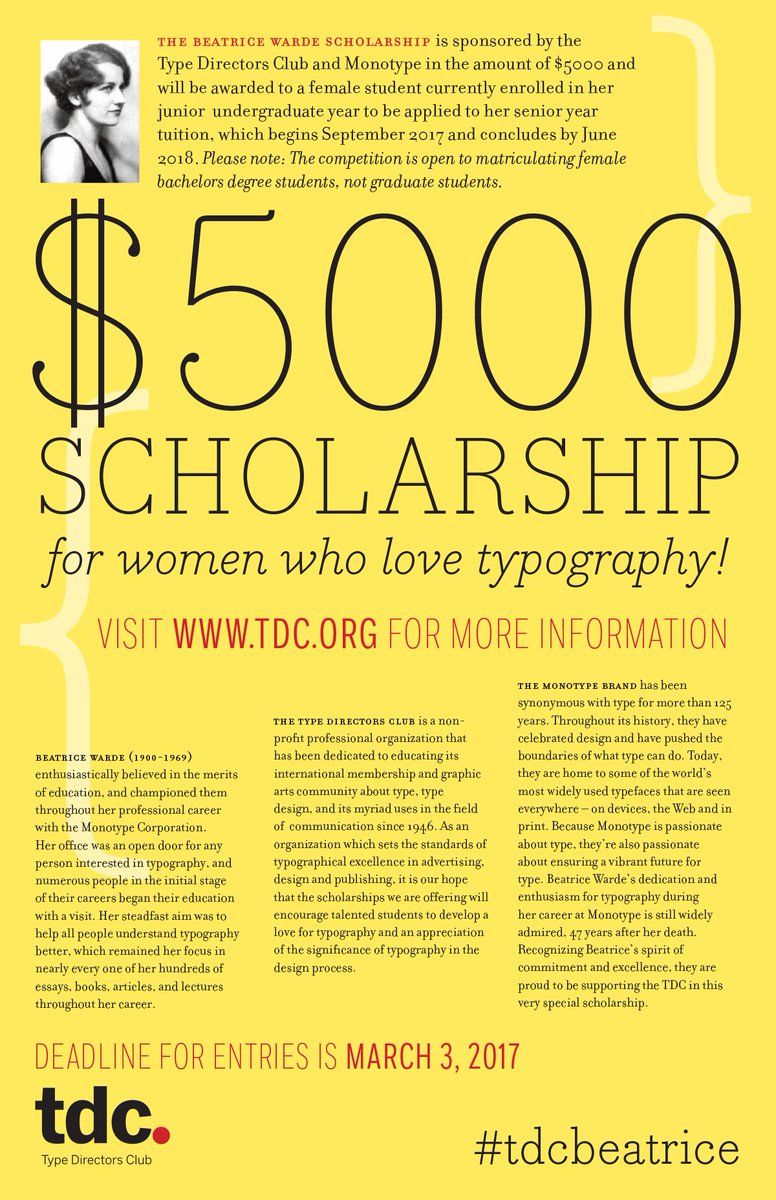 THE BEATRICE WARDE SCHOLARSHIP is sponsored by the
Type Directors Club and Monotype in the amount of $5000 and
will be awarded to a female student currently enrolled in her
junior undergraduate year to be applied to her senior year
tuition, which begins September 2017 and concludes by June
2018. Please note: The competition is open to matriculating female
bachelors degree students, not graduate students.
$5000
SCHOLARSHIP
for women who love typography!
VISIT WWW.TDC.ORG FOR MORE INFORMATION
BEATRICE WARDE (1900-1969)
enthusiastically believed in the merits
of education, and championed them
throughout her professional career
with the Monotype Corporation.
Her office was an open door for any
person interested in typography, and
numerous people in the initial stage
of their careers began their education
with a visit. Her steadfast aim was to
help all people understand typography
better, which remained her focus in
nearly every one of her hundreds of
essays, books, articles, and lectures
throughout her career.
THE TYPE DIRECTORS CLUB is a non-
profit professional organization that
has been dedicated to educating its
international membership and graphic
arts community about type, type
design, and its myriad uses in the field
of communication since 1946. As an
organization which sets the standards of
typographical excellence in advertising,
design and publishing, it is our hope
that the scholarships we are offering will
encourage talented students to develop a
love for typography and an appreciation
of the significance of typography in the
design process.
THE MONOTYPE BRAND has been
synonymous with type for more than 125
years. Throughout its history, they have
celebrated design and have pushed the
boundaries of what type can do. Today,
they are home to some of the world's
most widely used typefaces that are seen
everywhere – on devices, the Web and in
print. Because Monotype is passionate
about type, they're also passionate
about ensuring a vibrant future for
type. Beatrice Warde's dedication and
enthusiasm for typography during
her career at Monotype is still widely
admired, 47 years after her death.
Recognizing Beatrice's spirit of
commitment and excellence, they are
proud to be supporting the TDC in this
very special scholarship.
DEADLINE FOR ENTRIES IS MARCH 3, 2017
tdc.
Type Directors Club
#tdcbeatrice